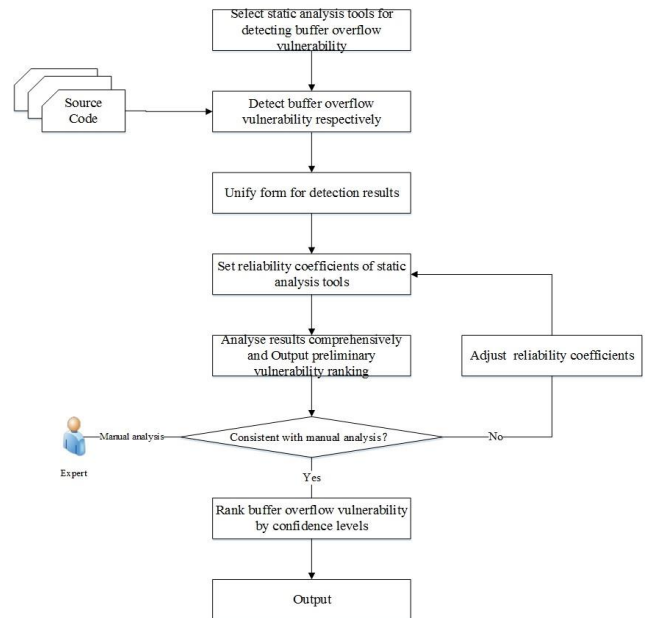 Select static analysis tools for
detecting buffer overflow
vulnerability
Source
Code
Detect buffer overflow
vulnerability respectively
Unify form for detection results
Set reliability coefficients of static
analysis tools
Analyse results comprehensively
and Output preliminary
vulnerability ranking
Adjust reliability coefficients
Manual analysis
Consistent with manual analysis?
No
Expert
Yes
Rank buffer overflow vulnerability
by confidence levels
Output